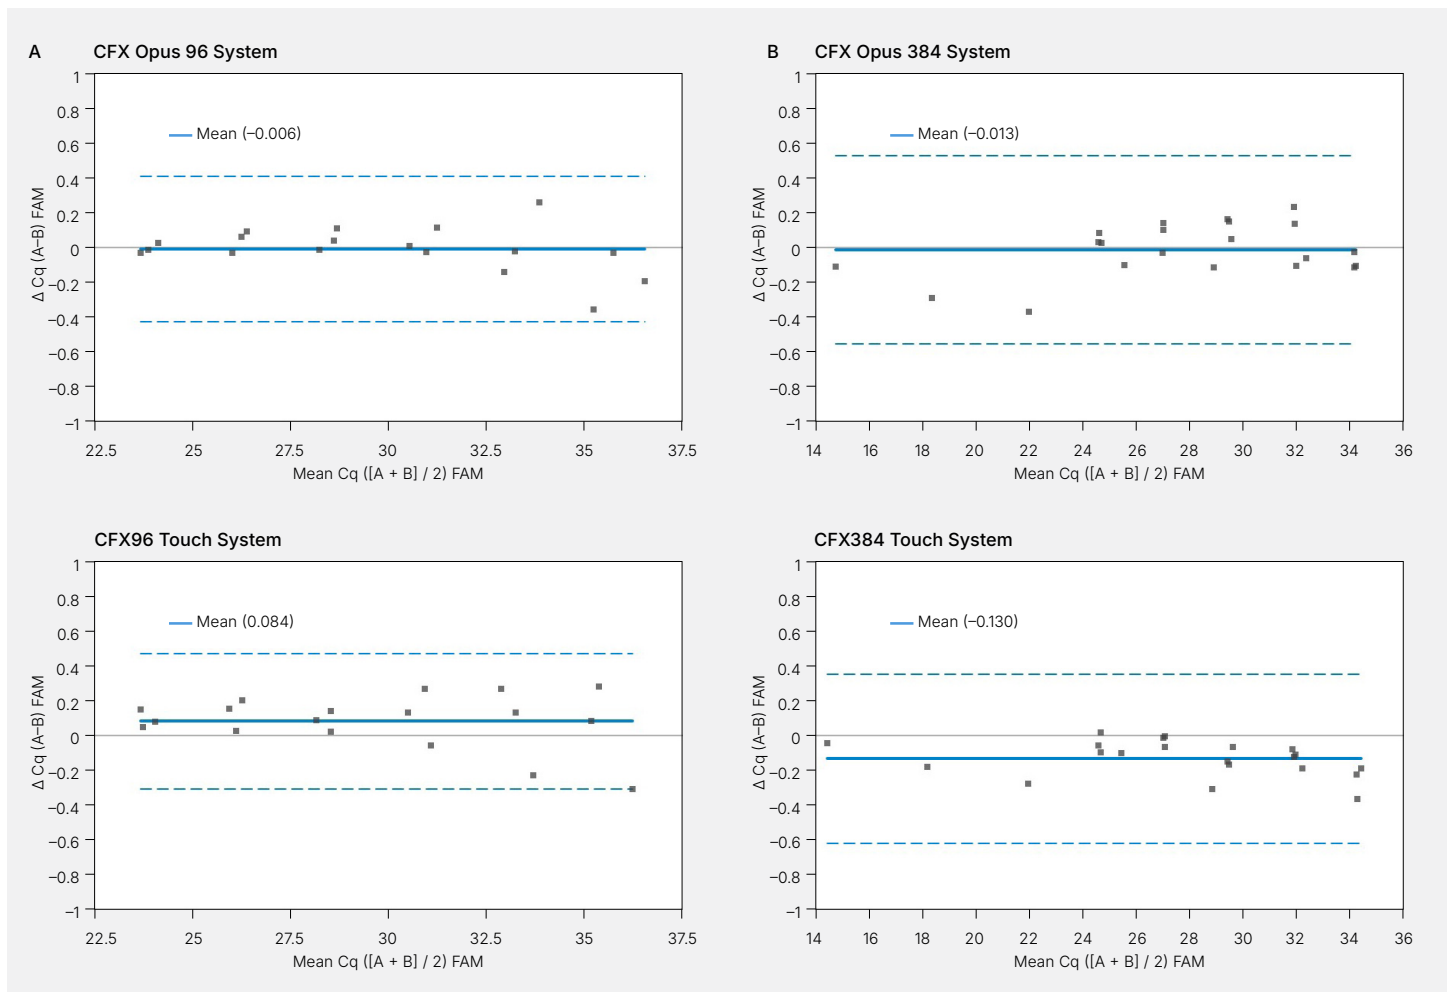 A CFX Opus 96 System
1
0.8
0.6
0.4
0.2
0
–0.2
–0.4
–0.6
–0.8
–1
Δ Cq (A–B) FAM
Mean (–0.006)
22.5 25 27.5 30 32.5 35 37.5
Mean Cq ([A + B] / 2) FAM
B CFX Opus 384 System
1
0.8
0.6
0.4
0.2
0
–0.2
–0.4
–0.6
–0.8
–1
Δ Cq (A–B) FAM
Mean (–0.013)
14 16 18 20 22 24 26 28 30 32 34 36
Mean Cq ([A + B] / 2) FAM
CFX96 Touch System
1
0.8
0.6
0.4
0.2
0
–0.2
–0.4
–0.6
–0.8
–1
Δ Cq (A–B) FAM
Mean (0.084)
22.5 25 27.5 30 32.5 35 37.5
Mean Cq ([A + B] / 2) FAM
CFX384 Touch System
1
0.8
0.6
0.4
0.2
0
–0.2
–0.4
–0.6
–0.8
–1
Δ Cq (A–B) FAM
Mean (–0.130)
14 16 18 20 22 24 26 28 30 32 34 36
Mean Cq ([A + B] / 2) FAM